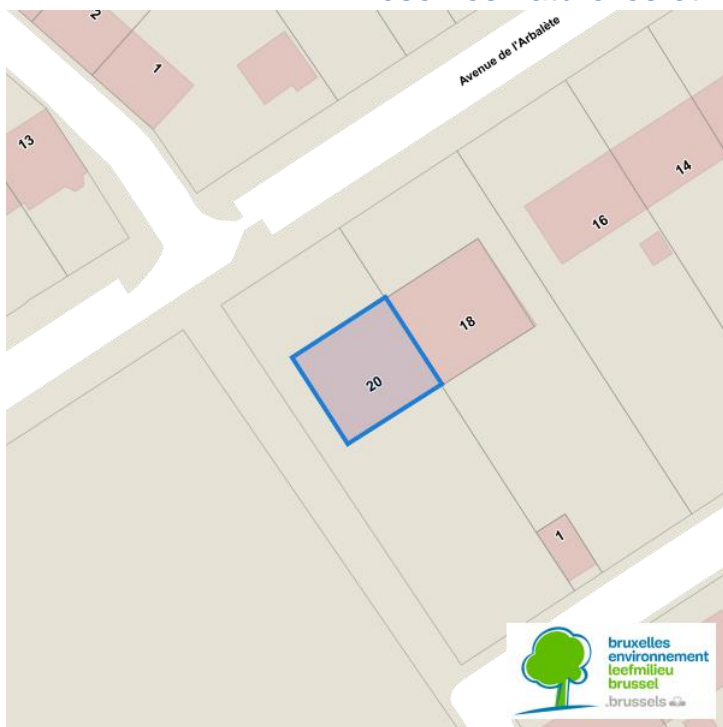 2
1
Avenue de l'Arbalète
13
14
16
18
20
1
bruxelles
environnement
leefmilieu
brussel
.brussels